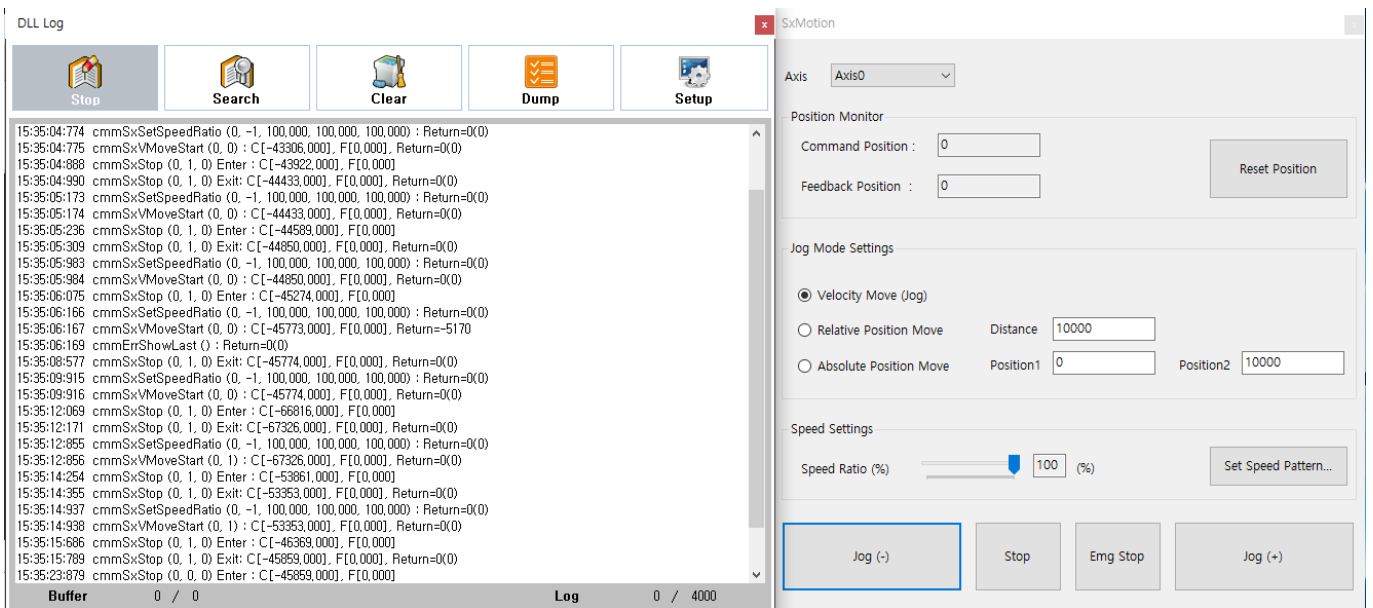 DLL Log
x
Stop
Search
Clear
Dump
Setup
15:35:04:774 cmmSxSetSpeedRatio (0, -1, 100,000, 100,000, 100,000) : Return=0(0)
15:35:04:775 cmmSxVMoveStart (0, 0) : C[-43306,000], F[0,000], Return=0(0)
15:35:04:888 cmmSxStop (0, 1, 0) Enter : C[-43922,000], F[0,000]
15:35:04:990 cmmSxStop (0, 1, 0) Exit: C[-44433,000], F[0,000], Return=0(0)
15:35:05:173 cmmSxSetSpeedRatio (0, -1, 100,000, 100,000, 100,000) : Return=0(0)
15:35:05:174 cmmSxVMoveStart (0, 0) : C[-44433,000], F[0,000], Return=0(0)
15:35:05:236 cmmSxStop (0, 1, 0) Enter : C[-44589,000], F[0,000]
15:35:05:309 cmmSxStop (0, 1, 0) Exit: C[-44850,000], F[0,000], Return=0(0)
15:35:05:983 cmmSxSetSpeedRatio (0, -1, 100,000, 100,000, 100,000) : Return=0(0)
15:35:05:984 cmmSxVMoveStart (0, 0) : C[-44850,000], F[0,000], Return=0(0)
15:35:06:075 cmmSxStop (0, 1, 0) Enter : C[-45274,000], F[0,000]
15:35:06:166 cmmSxSetSpeedRatio (0, -1, 100,000, 100,000, 100,000) : Return=0(0)
15:35:06:167 cmmSxVMoveStart (0, 0) : C[-45773,000], F[0,000], Return=-5170
15:35:06:169 cmmErrShowLast () : Return=0(0)
15:35:08:577 cmmSxStop (0, 1, 0) Exit: C[-45774,000], F[0,000], Return=0(0)
15:35:09:915 cmmSxSetSpeedRatio (0, -1, 100,000, 100,000, 100,000) : Return=0(0)
15:35:09:916 cmmSxVMoveStart (0, 0) : C[-45774,000], F[0,000], Return=0(0)
15:35:12:069 cmmSxStop (0, 1, 0) Enter : C[-66816,000], F[0,000]
15:35:12:171 cmmSxStop (0, 1, 0) Exit: C[-67326,000], F[0,000], Return=0(0)
15:35:12:855 cmmSxSetSpeedRatio (0, -1, 100,000, 100,000, 100,000) : Return=0(0)
15:35:12:856 cmmSxVMoveStart (0, 1) : C[-67326,000], F[0,000], Return=0(0)
15:35:14:254 cmmSxStop (0, 1, 0) Enter : C[-53861,000], F[0,000]
15:35:14:355 cmmSxStop (0, 1, 0) Exit: C[-53353,000], F[0,000], Return=0(0)
15:35:14:937 cmmSxSetSpeedRatio (0, -1, 100,000, 100,000, 100,000) : Return=0(0)
15:35:14:938 cmmSxVMoveStart (0, 1) : C[-53353,000], F[0,000], Return=0(0)
15:35:15:686 cmmSxStop (0, 1, 0) Enter : C[-46369,000], F[0,000]
15:35:15:789 cmmSxStop (0, 1, 0) Exit: C[-45859,000], F[0,000], Return=0(0)
15:35:23:879 cmmSxStop (0, 0, 0) Enter : C[-45859,000], F[0,000]
Buffer 0 / 0 Log 0 / 4000
SxMotion
x
Axis Axis0
Position Monitor
Command Position : 0
Feedback Position : 0
Reset Position
Jog Mode Settings
Velocity Move (Jog)
Relative Position Move Distance 10000
Absolute Position Move Position1 0 Position2 10000
Speed Settings
Speed Ratio (%) 100 (%) Set Speed Pattern...
Jog (-) Stop Emg Stop Jog (+)